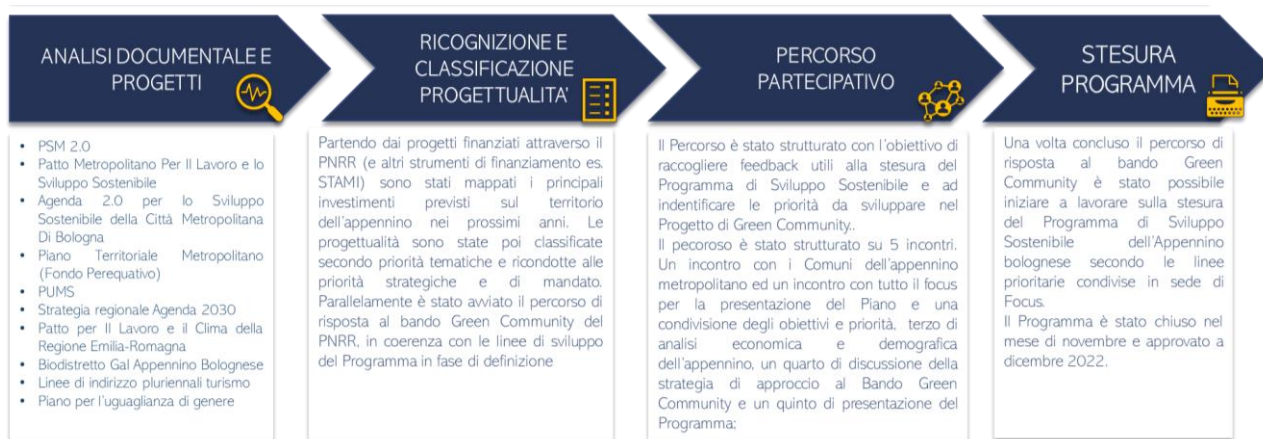 ANALISI DOCUMENTALE E
PROGETTI
PSM 2.0
Patto Metropolitano Per Il Lavoro e lo
Sviluppo Sostenibile
Agenda 2.0 per lo Sviluppo
Sostenibile della Città Metropolitana
Di Bologna
Piano Territoriale Metropolitano
(Fondo Perequativo)
PUMS
Strategia regionale Agenda 2030
Patto per Il Lavoro e il Clima della
Regione Emilia-Romagna
Biodistretto Gal Appennino Bolognese
Linee di indirizzo pluriennali turismo
Piano per l'uguaglianza di genere
RICOGNIZIONE E
CLASSIFICAZIONE
PROGETTUALITA'
Partendo dai progetti finanziati attraverso il
PNRR (e altri strumenti di finanziamento es.
STAMI) sono stati mappati i principali
investimenti previsti sul territorio
dell'appennino nei prossimi anni. Le
progettualità sono state poi classificate
secondo priorità tematiche e ricondotte alle
priorità strategiche e di mandato.
Parallelamente è stato avviato il percorso di
risposta al bando Green Community del
PNRR, in coerenza con le linee di sviluppo
del Programma in fase di definizione
PERCORSO
PARTECIPATIVO
Il Percorso è stato strutturato con l'obiettivo di
raccogliere feedback utili alla stesura del
Programma di Sviluppo Sostenibile e ad
indentificare le priorità da sviluppare nel
Progetto di Green Community..
Il pecoroso è stato strutturato su 5 incontri.
Un incontro con i Comuni dell'appennino
metropolitano ed un incontro con tutto il focus
per la presentazione del Piano e una
condivisione degli obiettivi e priorità, terzo di
analisi economica e demografica
dell'appennino, un quarto di discussione della
strategia di approccio al Bando Green
Community e un quinto di presentazione del
Programma;
STESURA
PROGRAMMA
Una volta concluso il percorso di
risposta al bando Green
Community è stato possibile
iniziare a lavorare sulla stesura
del Programma di Sviluppo
Sostenibile dell'Appennino
bolognese secondo le linee
prioritarie condivise in sede di
Focus.
Il Programma è stato chiuso nel
mese di novembre e approvato a
dicembre 2022.